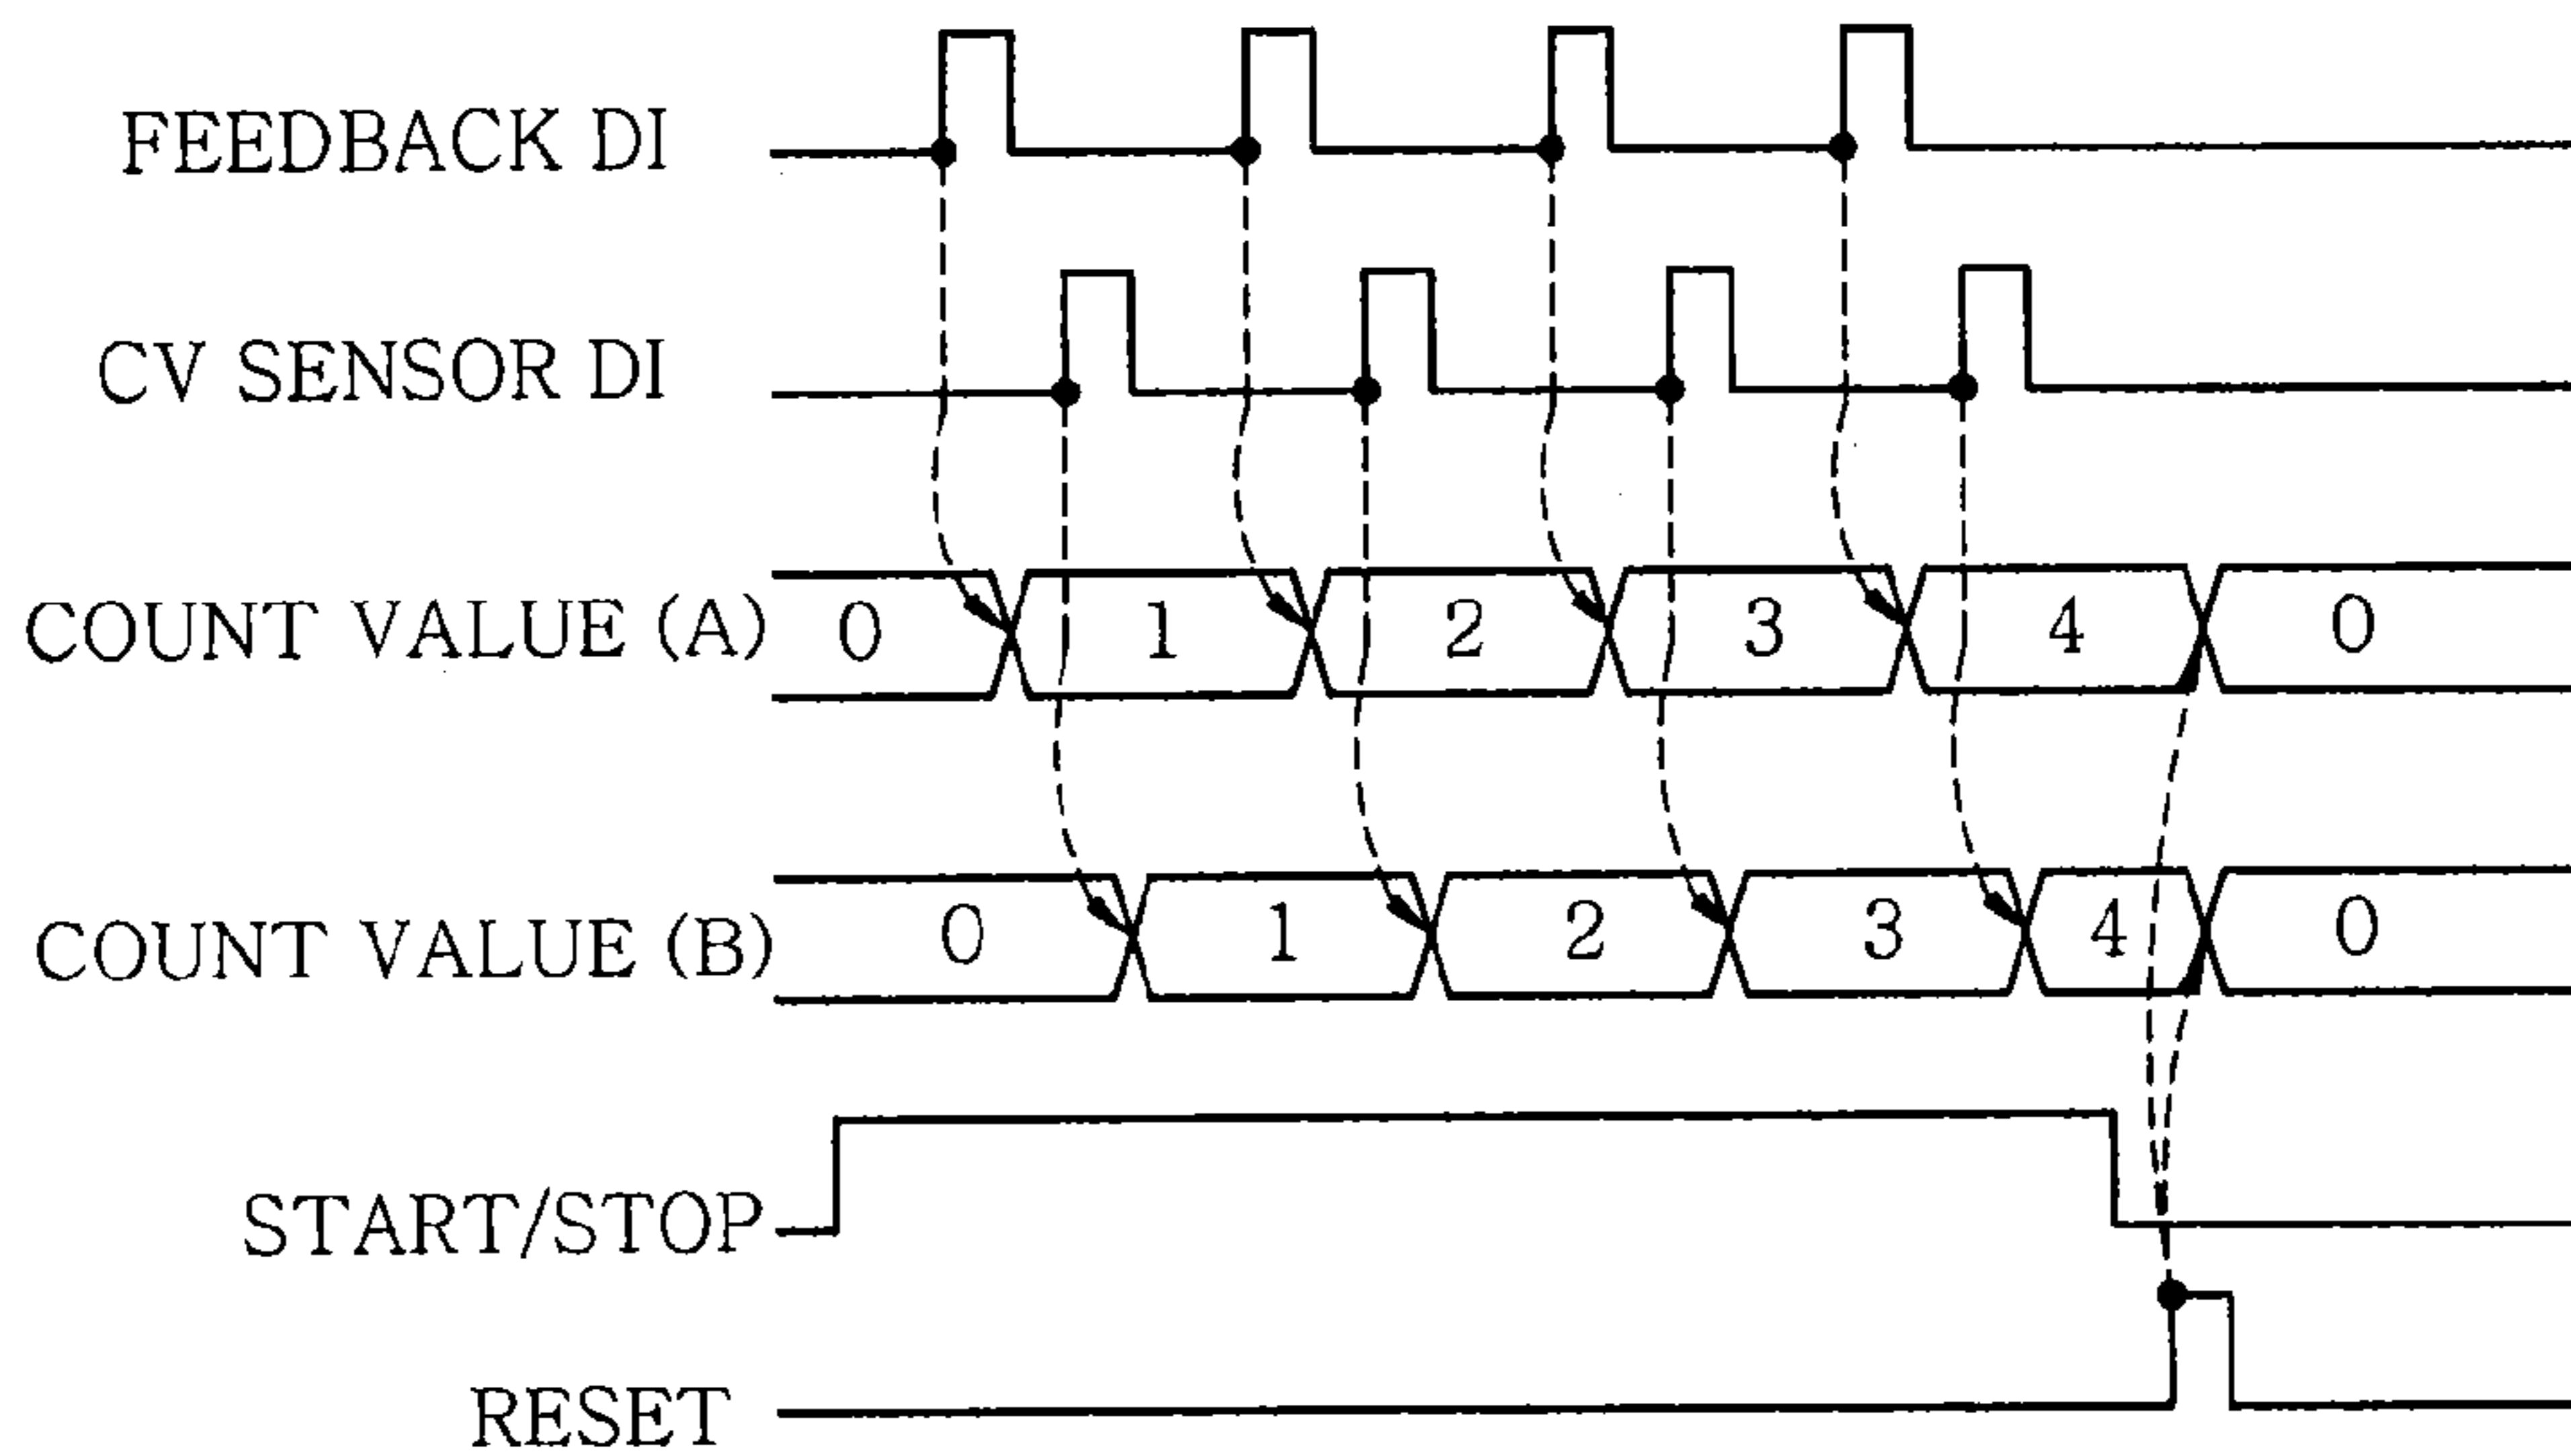 FEEDBACK DI
CV SENSOR DI
COUNT VALUE (A) 0 1 2 3 4 0
COUNT VALUE (B) 0 1 2 3 4 0
START/STOP
RESET